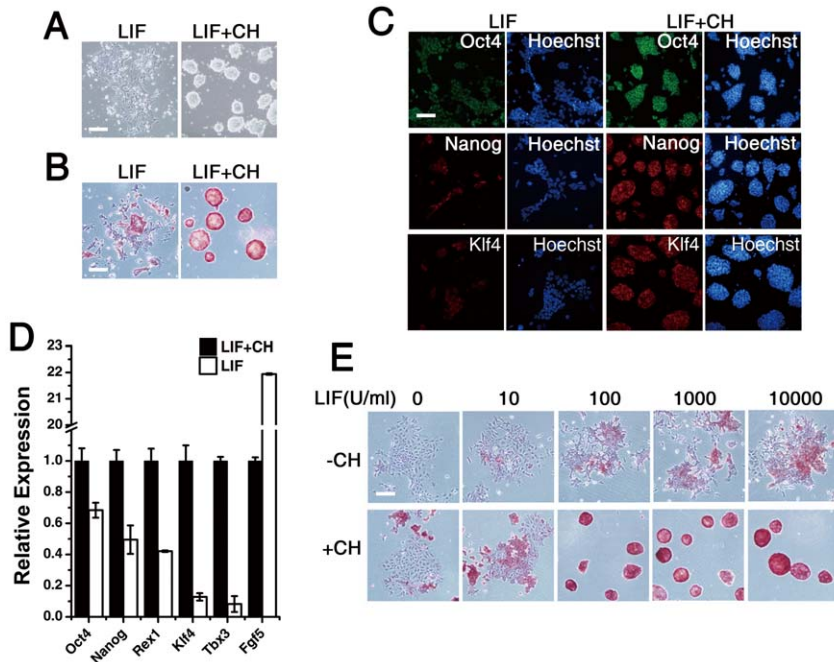 A
LIF LIF+CH
B
LIF LIF+CH
C
LIF LIF+CH
Oct4 Hoechst Oct4 Hoechst
Nanog Hoechst Nanog Hoechst
Klf4 Hoechst Klf4 Hoechst
D
LIF+CH
LIF
Relative Expression
22
21
20
1.0
0.8
0.6
0.4
0.2
0.0
Oct4 Nanog Rex1 Klf4 Tbx3 Fgf5
E
LIF(U/ml) 0 10 100 1000 10000
-CH
+CH